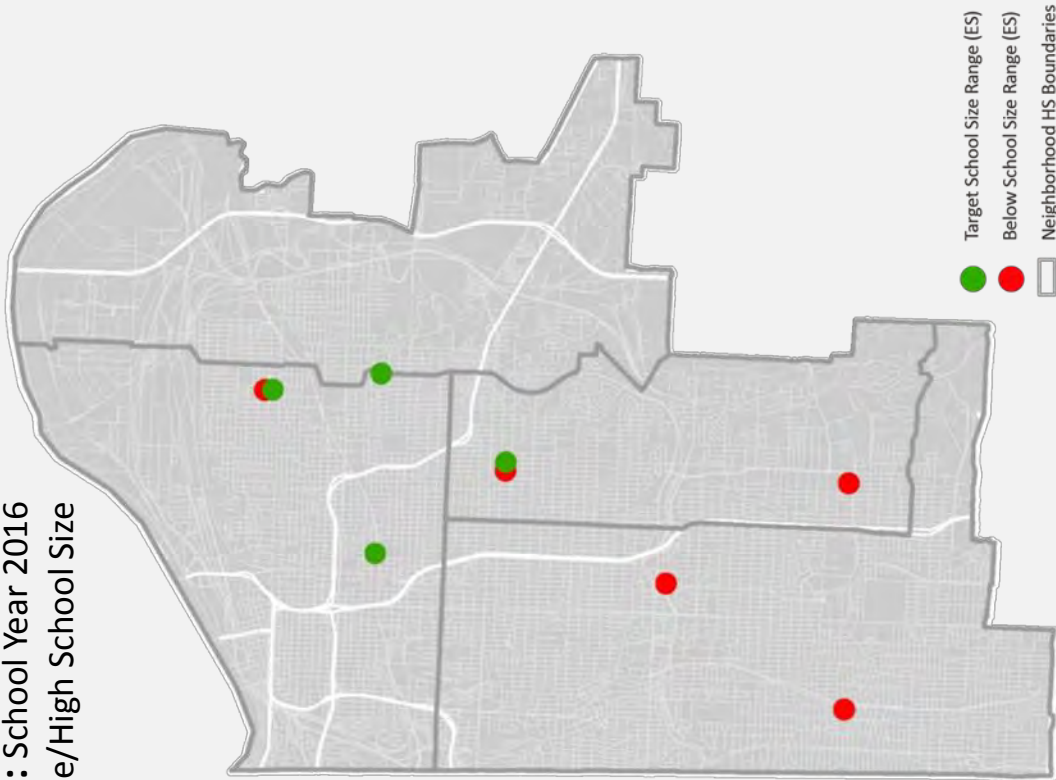 : School Year 2016
e/High School Size
Target School Size Range (ES)
Below School Size Range (ES)
Neighborhood HS Boundaries